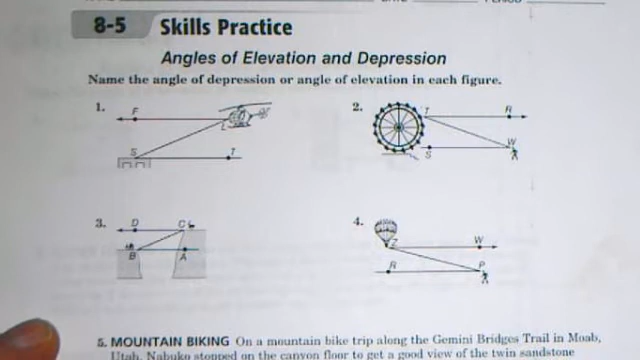 8-5 Skills Practice
Angles of Elevation and Depression
Name the angle of depression or angle of elevation in each figure.
1.
F
L
S
T
2.
T
R
S
W
3.
D
C
B
A
4.
Z
W
R
P
5. MOUNTAIN BIKING On a mountain bike trip along the Gemini Bridges Trail in Moab,
Utah, Nabuko stopped on the canyon floor to get a good view of the twin sandstone